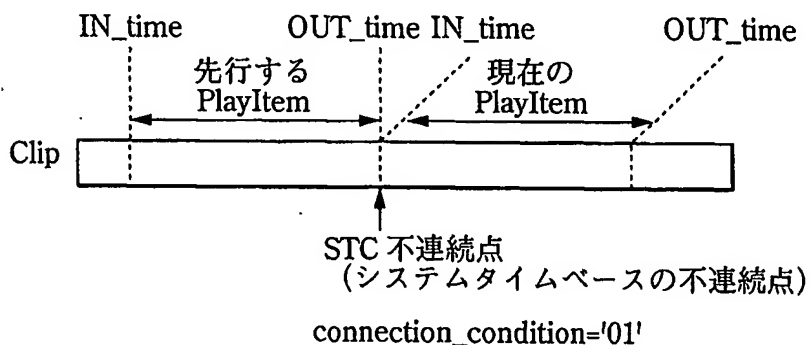 IN_time OUT_time IN_time OUT_time
先行する 現在の
PlayItem PlayItem
Clip
STC 不連続点
(システムタイムベースの不連続点)
connection_condition='01'